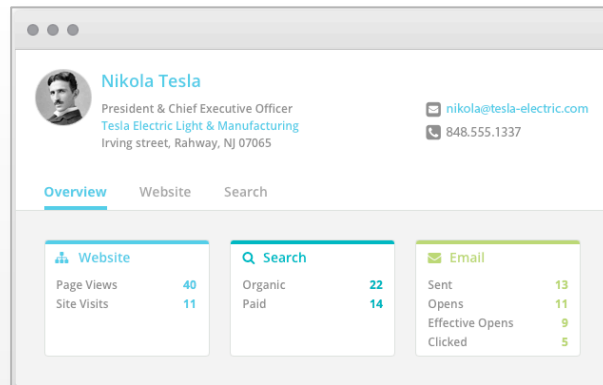 Nikola Tesla
President & Chief Executive Officer
Tesla Electric Light & Manufacturing
Irving street, Rahway, NJ 07065
nikola@tesla-electric.com
848.555.1337
Overview Website Search
Website
Page Views 40
Site Visits 11
Search
Organic 22
Paid 14
Email
Sent 13
Opens 11
Effective Opens 9
Clicked 5